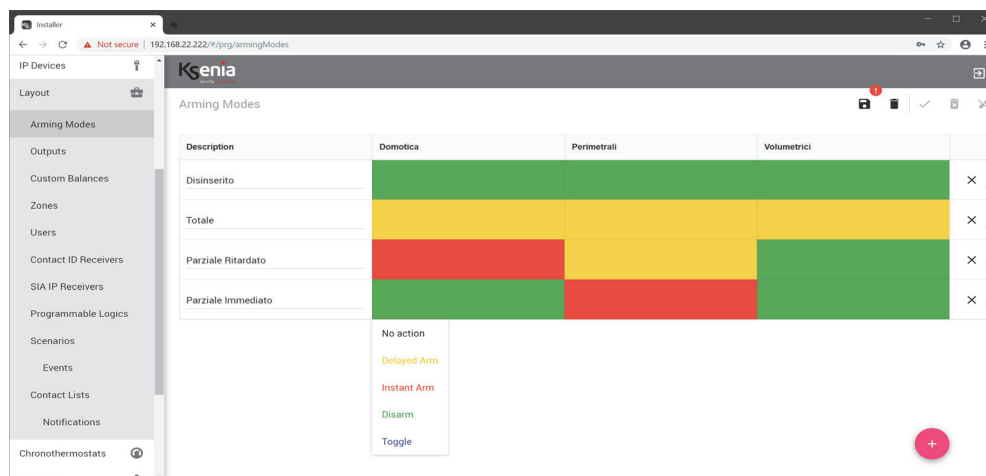 Installer
Not secure | 192.168.22.222/#/prg/armingModes
IP Devices
Layout
Arming Modes
Outputs
Custom Balances
Zones
Users
Contact ID Receivers
SIA IP Receivers
Programmable Logics
Scenarios
Events
Contact Lists
Notifications
Chronothermostats
Ksenia
Arming Modes
Description Domotica Perimetrali Volumetrici
Disinserito
Totale
Parziale Ritardato
Parziale Immediato
No action
Delayed Arm
Instant Arm
Disarm
Toggle